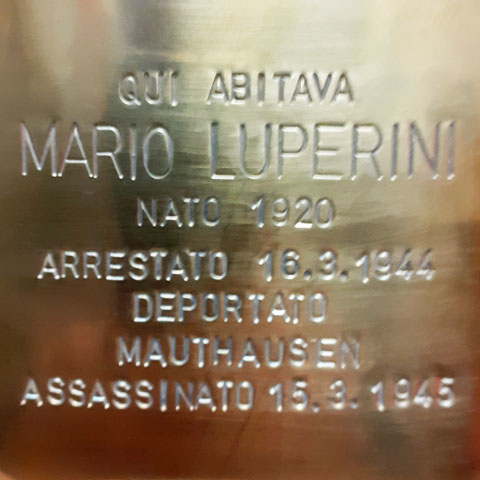 QUI ABITAVA
MARIO LUPERINI
NATO 1920
ARRESTATO 16.3.1944
DEPORTATO
MAUTHAUSEN
ASSASSINATO 15.3.1945